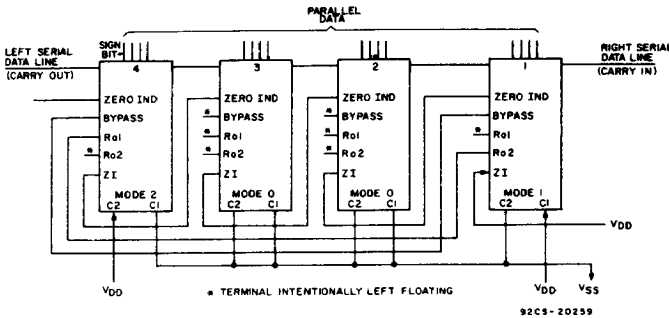 PARALLEL
DATA
LEFT SERIAL
DATA LINE
(CARRY OUT)
SIGN
BIT
RIGHT SERIAL
DATA LINE
(CARRY IN)
4
3
2
1
ZERO IND
BYPASS
Ro1
* Ro2
ZI
MODE 2
C2 C1
ZERO IND
* BYPASS
* Ro1
* Ro2
ZI
MODE 0
C2 C1
ZERO IND
* BYPASS
* Ro1
* Ro2
ZI
MODE 0
C2 C1
ZERO IND
BYPASS
* Ro1
Ro2
ZI
MODE 1
C2 C1
VDD
VDD
VDD
VSS
* TERMINAL INTENTIONALLY LEFT FLOATING
92CS-20259